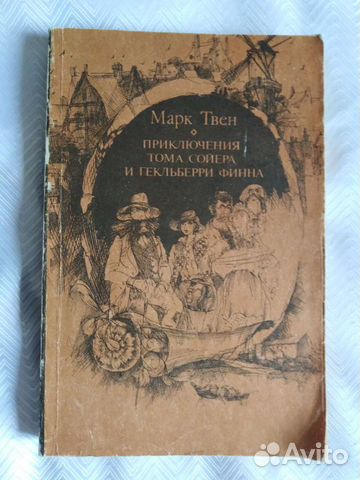 Марк Твен
ПРИКЛЮЧЕНИЯ
ТОМА СОЙЕРА
И ГЕКЛЬБЕРРИ ФИННА
Avito